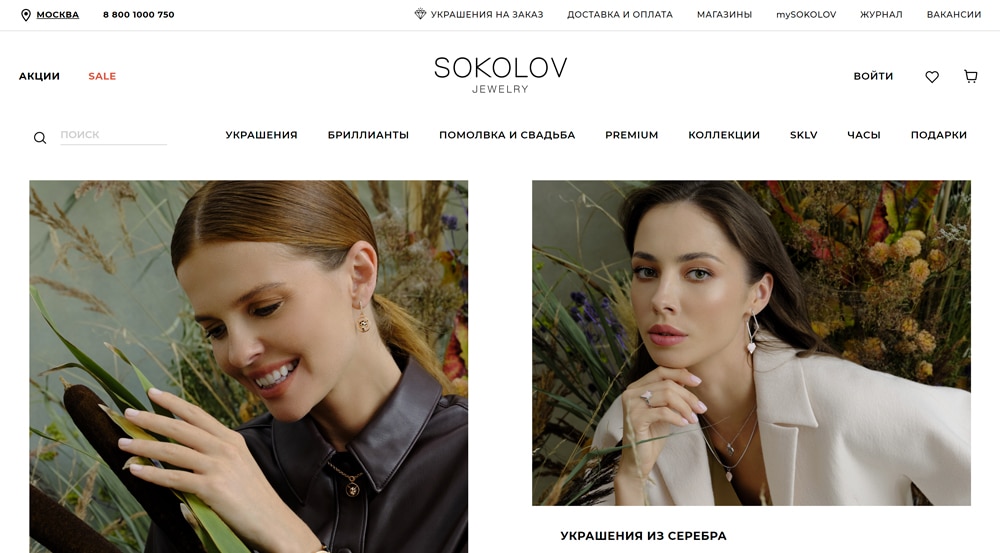 МОСКВА 8 800 1000 750 УКРАШЕНИЯ НА ЗАКАЗ ДОСТАВКА И ОПЛАТА МАГАЗИНЫ mySOKOLOV ЖУРНАЛ ВАКАНСИИ
АКЦИИ SALE SOKOLOV ВОЙТИ
JEWELRY
ПОИСК УКРАШЕНИЯ БРИЛЛИАНТЫ ПОМОЛВКА И СВАДЬБА PREMIUM КОЛЛЕКЦИИ SKLV ЧАСЫ ПОДАРКИ
УКРАШЕНИЯ ИЗ СЕРЕБРА